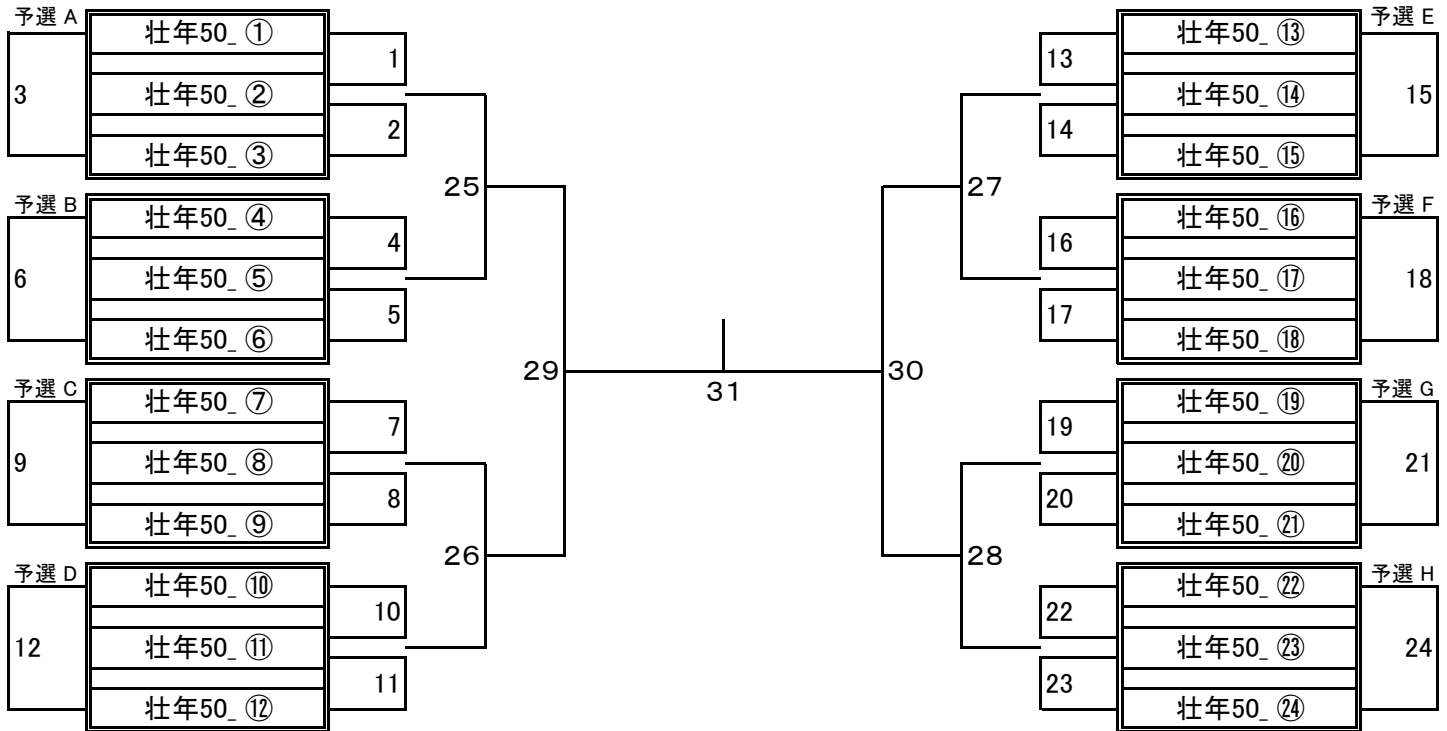 予選 A
壮年50_ ①
1
3
壮年50_ ②
2
壮年50_ ③
25
予選 B
壮年50_ ④
4
6
壮年50_ ⑤
5
壮年50_ ⑥
29
予選 C
壮年50_ ⑦
7
9
壮年50_ ⑧
8
壮年50_ ⑨
26
予選 D
壮年50_ ⑩
10
12
壮年50_ ⑪
11
壮年50_ ⑫
31
予選 E
壮年50_ ⑬
13
壮年50_ ⑭
15
14
壮年50_ ⑮
27
予選 F
壮年50_ ⑯
16
壮年50_ ⑰
18
17
壮年50_ ⑱
30
予選 G
壮年50_ ⑲
19
壮年50_ ⑳
21
20
壮年50_ ㉑
28
予選 H
壮年50_ ㉒
22
壮年50_ ㉓
24
23
壮年50_ ㉔